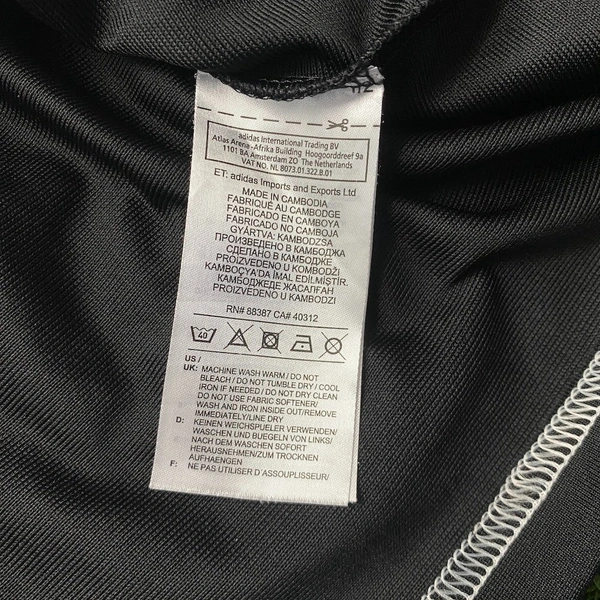 adidas International Trading BV
Atlas Arena -Afrika Building Hoogoorddreef 9a
1101 BA Amsterdam ZO The Netherlands
VAT NO. NL 8073.01.322.B.01
ET: adidas Imports and Exports Ltd
MADE IN CAMBODIA
FABRIQUÉ AU CAMBODGE
FABRICADO EN CAMBOYA
FABRICADO NO CAMBOJA
GYÁRTVA: KAMBODZSA
ПРОИЗВЕДЕНО В КАМБОДЖА
СДЕЛАНО В КАМБОДЖЕ
PROIZVEDENO U KOMBODŽI
KAMBOÇYA'DA İMAL EDİLMİŞTİR.
КАМБОДЖЕДЕ ЖАСАЛҒАН
PROIZVEDENO U KAMBODZI
RN# 88387 CA# 40312
40
US /
UK: MACHINE WASH WARM / DO NOT
BLEACH / DO NOT TUMBLE DRY / COOL
IRON IF NEEDED / DO NOT DRY CLEAN
DO NOT USE FABRIC SOFTENER/
WASH AND IRON INSIDE OUT/REMOVE
IMMEDIATELY/LINE DRY
D: KEINEN WEICHSPUELER VERWENDEN/
WASCHEN UND BUEGELN VON LINKS/
NACH DEM WASCHEN SOFORT
HERAUSNEHMEN/ZUM TROCKNEN
AUFHAENGEN
F: NE PAS UTILISER D'ASSOUPLISSEUR/